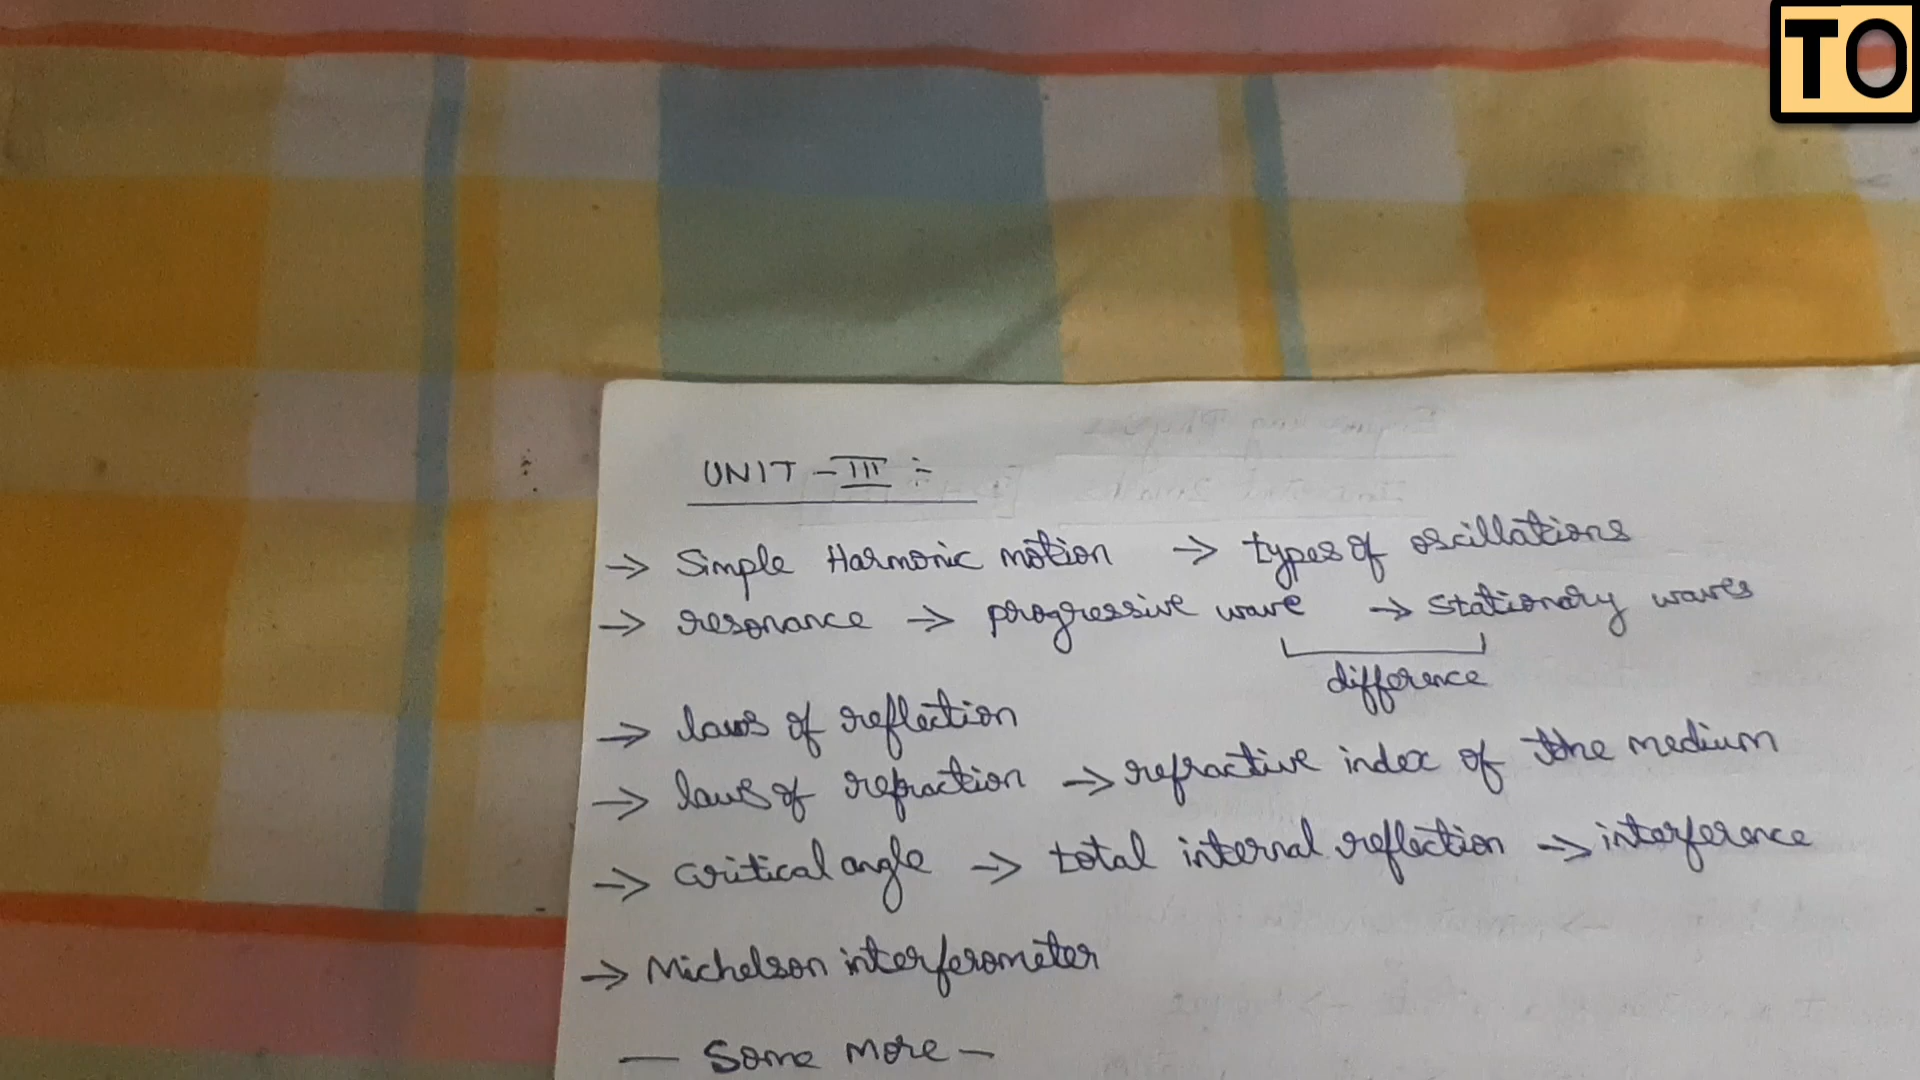 TO
UNIT - III :-
→ Simple Harmonic motion → types of oscillations
→ resonance → progressive wave → stationary waves
difference
→ laws of reflection
→ laws of refraction → refractive index of the medium
→ critical angle → total internal reflection → interference
→ Michelson interferometer
— Some more —